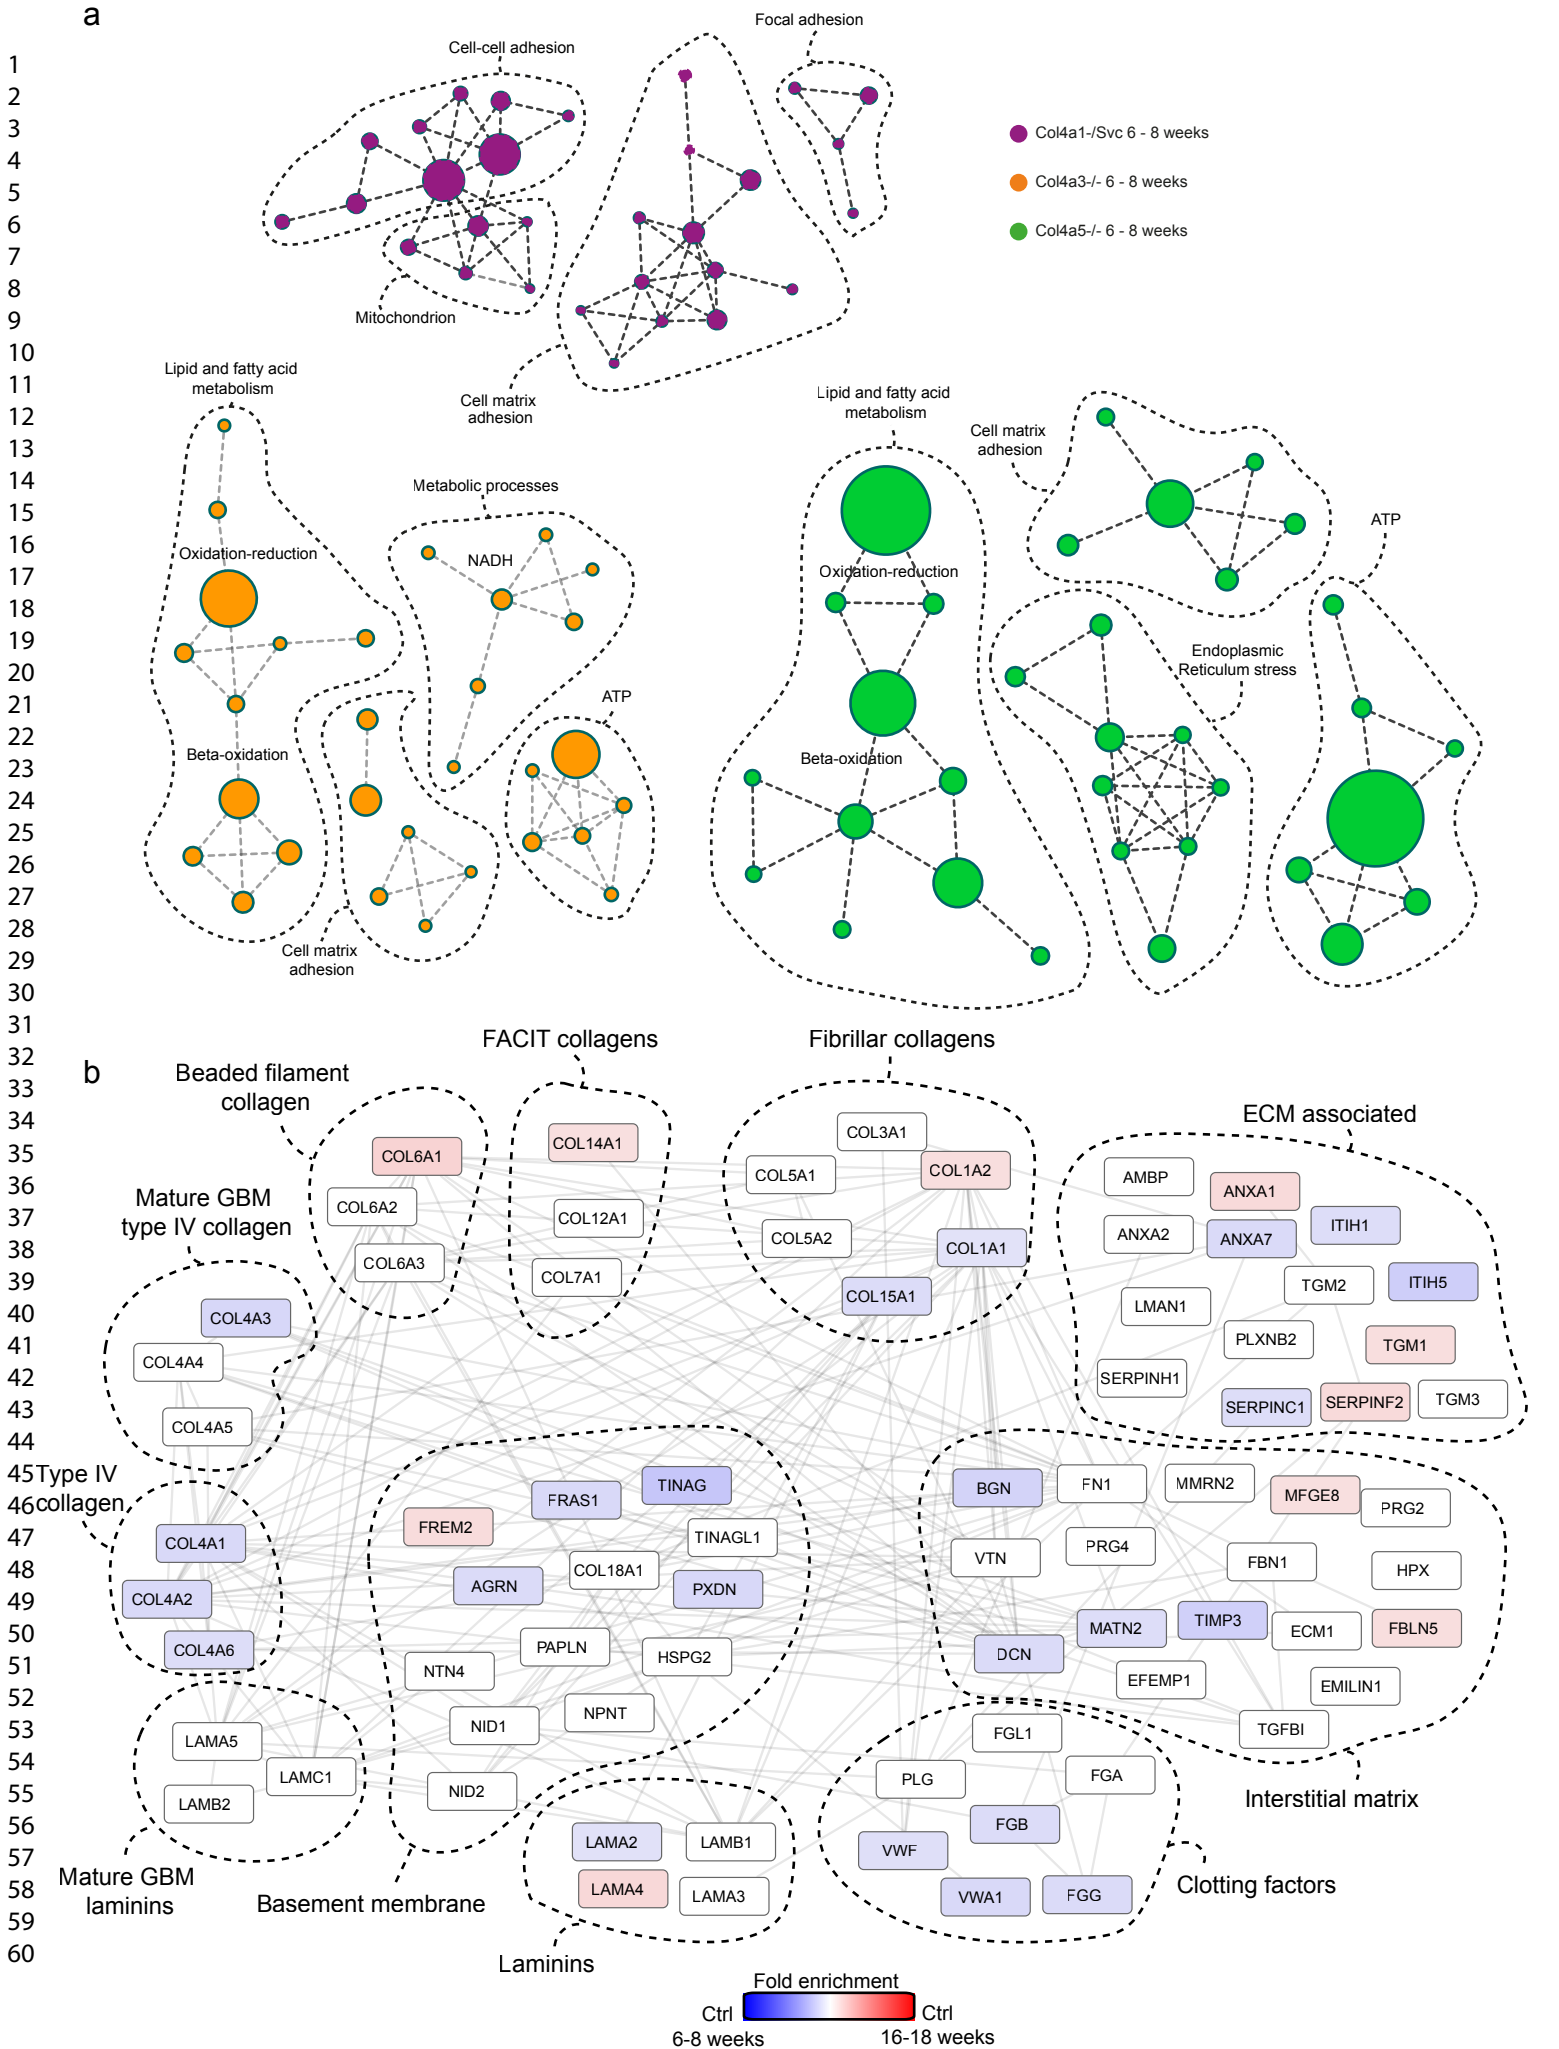 a
Focal adhesion
Cell-cell adhesion
Col4a1-/Svc 6 - 8 weeks
Col4a3-/- 6 - 8 weeks
Col4a5-/- 6 - 8 weeks
Mitochondrion
Cell matrix
adhesion
Lipid and fatty acid
metabolism
Oxidation-reduction
Beta-oxidation
Metabolic processes
NADH
ATP
Cell matrix
adhesion
Lipid and fatty acid
metabolism
Oxidation-reduction
Beta-oxidation
Cell matrix
adhesion
Endoplasmic
Reticulum stress
ATP
1
2
3
4
5
6
7
8
9
10
11
12
13
14
15
16
17
18
19
20
21
22
23
24
25
26
27
28
29
30
31
32
33
34
35
36
37
38
39
40
41
42
43
44
45
46
47
48
49
50
51
52
53
54
55
56
57
58
59
60
b
Beaded filament
collagen
COL6A1
COL6A2
COL6A3
FACIT collagens
COL14A1
COL12A1
COL7A1
Fibrillar collagens
COL3A1
COL5A1
COL1A2
COL5A2
COL1A1
COL15A1
ECM associated
AMBP
ANXA1
ANXA2
ANXA7
ITIH1
TGM2
ITIH5
LMAN1
PLXNB2
TGM1
SERPINH1
SERPINC1
SERPINF2
TGM3
Mature GBM
type IV collagen
COL4A3
COL4A4
COL4A5
Type IV
collagen
COL4A1
COL4A2
COL4A6
TINAG
FRAS1
FREM2
TINAGL1
COL18A1
AGRN
PXDN
PAPLN
HSPG2
NTN4
NPNT
NID1
NID2
Basement membrane
BGN
FN1
MMRN2
MFGE8
PRG2
VTN
PRG4
FBN1
HPX
MATN2
TIMP3
ECM1
FBLN5
DCN
EFEMP1
EMILIN1
TGFBI
Interstitial matrix
LAMA5
LAMC1
LAMB2
Mature GBM
laminins
LAMA2
LAMB1
LAMA4
LAMA3
Laminins
FGL1
PLG
FGA
FGB
VWF
VWA1
FGG
Clotting factors
Fold enrichment
Ctrl
6-8 weeks
Ctrl
16-18 weeks